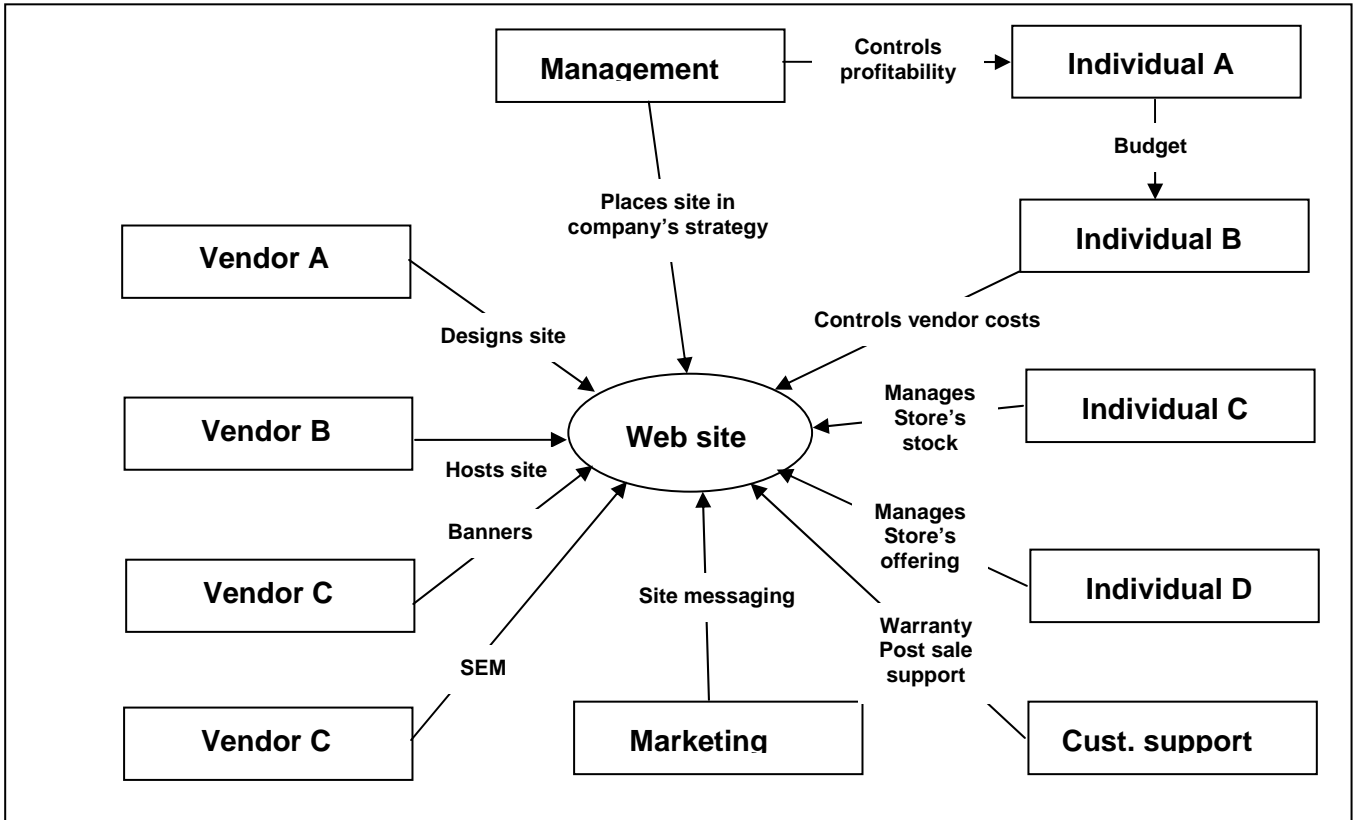 Management
Controls
profitability
Individual A
Budget
Places site in
company’s strategy
Individual B
Vendor A
Designs site
Controls vendor costs
Vendor B
Hosts site
Web site
Manages
Store’s
stock
Individual C
Banners
Manages
Store’s
offering
Vendor C
Site messaging
Individual D
SEM
Warranty
Post sale
support
Vendor C
Marketing
Cust. support